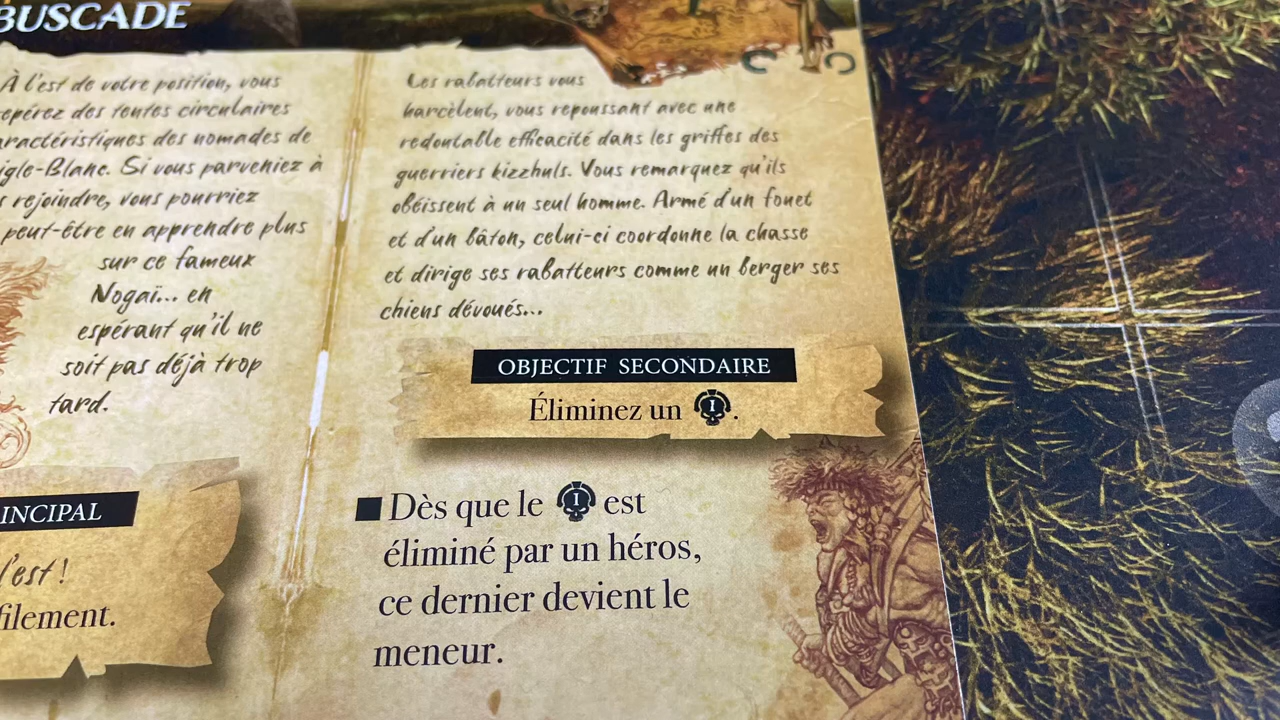 BUSCADE
À l'est de votre position, vous
epérez des tentes circulaires
aractéristiques des nomades de
igle-Blanc. Si vous parveniez à
s rejoindre, vous pourriez
peut-être en apprendre plus
sur ce fameux
Nogaï... en
espérant qu'il ne
soit pas déjà trop
tard.
INCIPAL
l'est !
filement.
Les rabatteurs vous
harcèlent, vous repoussant avec une
redoutable efficacité dans les griffes des
guerriers kizzhuls. Vous remarquez qu'ils
obéissent à un seul homme. Armé d'un fouet
et d'un bâton, celui-ci coordonne la chasse
et dirige ses rabatteurs comme un berger ses
chiens dévoués...
OBJECTIF SECONDAIRE
Éliminez un I.
Dès que le I est
éliminé par un héros,
ce dernier devient le
meneur.